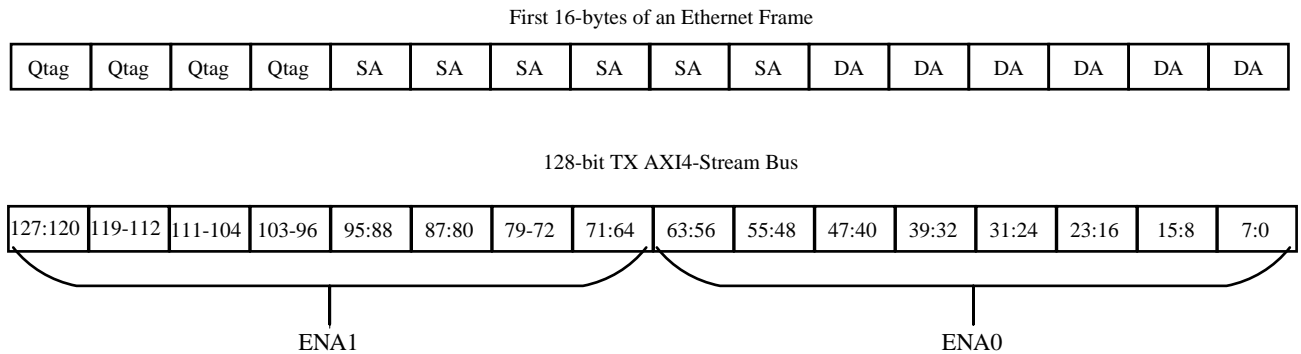 First 16-bytes of an Ethernet Frame
Qtag Qtag Qtag Qtag SA SA SA SA SA SA DA DA DA DA DA DA
128-bit TX AXI4-Stream Bus
127:120 119-112 111-104 103-96 95:88 87:80 79-72 71:64 63:56 55:48 47:40 39:32 31:24 23:16 15:8 7:0
ENA1 ENA0